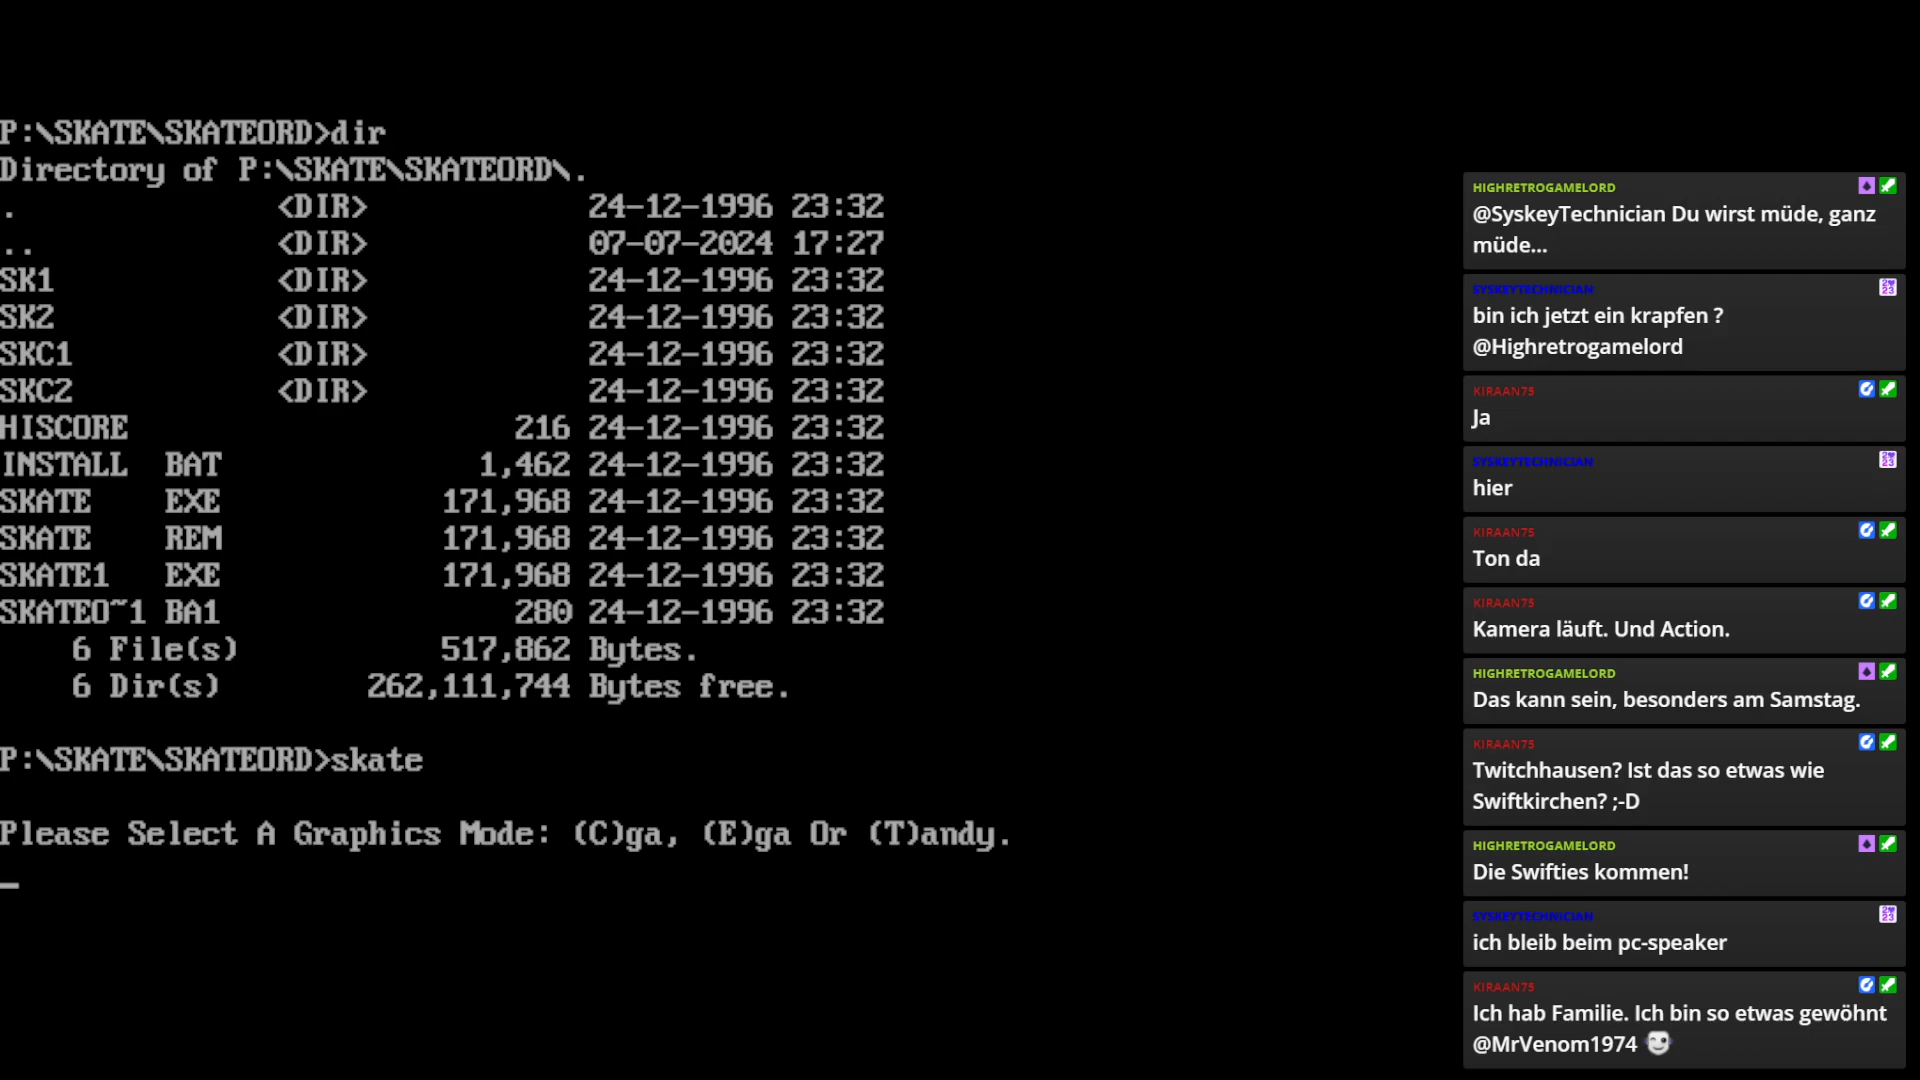 P:\SKATE\SKATEORD>dir
Directory of P:\SKATE\SKATEORD\.
. <DIR> 24-12-1996 23:32
.. <DIR> 07-07-2024 17:27
SK1 <DIR> 24-12-1996 23:32
SK2 <DIR> 24-12-1996 23:32
SKC1 <DIR> 24-12-1996 23:32
SKC2 <DIR> 24-12-1996 23:32
HISCORE 216 24-12-1996 23:32
INSTALL BAT 1,462 24-12-1996 23:32
SKATE EXE 171,968 24-12-1996 23:32
SKATE REM 171,968 24-12-1996 23:32
SKATE1 EXE 171,968 24-12-1996 23:32
SKATEO~1 BA1 280 24-12-1996 23:32
6 File(s) 517,862 Bytes.
6 Dir(s) 262,111,744 Bytes free.
P:\SKATE\SKATEORD>skate
Please Select A Graphics Mode: (C)ga, (E)ga Or (T)andy.
_
HIGHRETROGAMELORD
@SyskeyTechnician Du wirst müde, ganz
müde...
SYSKEYTECHNICIAN
bin ich jetzt ein krapfen ?
@Highretrogamelord
KIRAAN75
Ja
SYSKEYTECHNICIAN
hier
KIRAAN75
Ton da
KIRAAN75
Kamera läuft. Und Action.
HIGHRETROGAMELORD
Das kann sein, besonders am Samstag.
KIRAAN75
Twitchhausen? Ist das so etwas wie
Swiftkirchen? ;-D
HIGHRETROGAMELORD
Die Swifties kommen!
SYSKEYTECHNICIAN
ich bleib beim pc-speaker
KIRAAN75
Ich hab Familie. Ich bin so etwas gewöhnt
@MrVenom1974